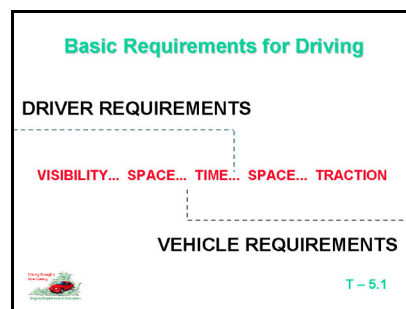 Basic Requirements for Driving
DRIVER REQUIREMENTS
VISIBILITY... SPACE... TIME... SPACE... TRACTION
VEHICLE REQUIREMENTS
T – 5.1